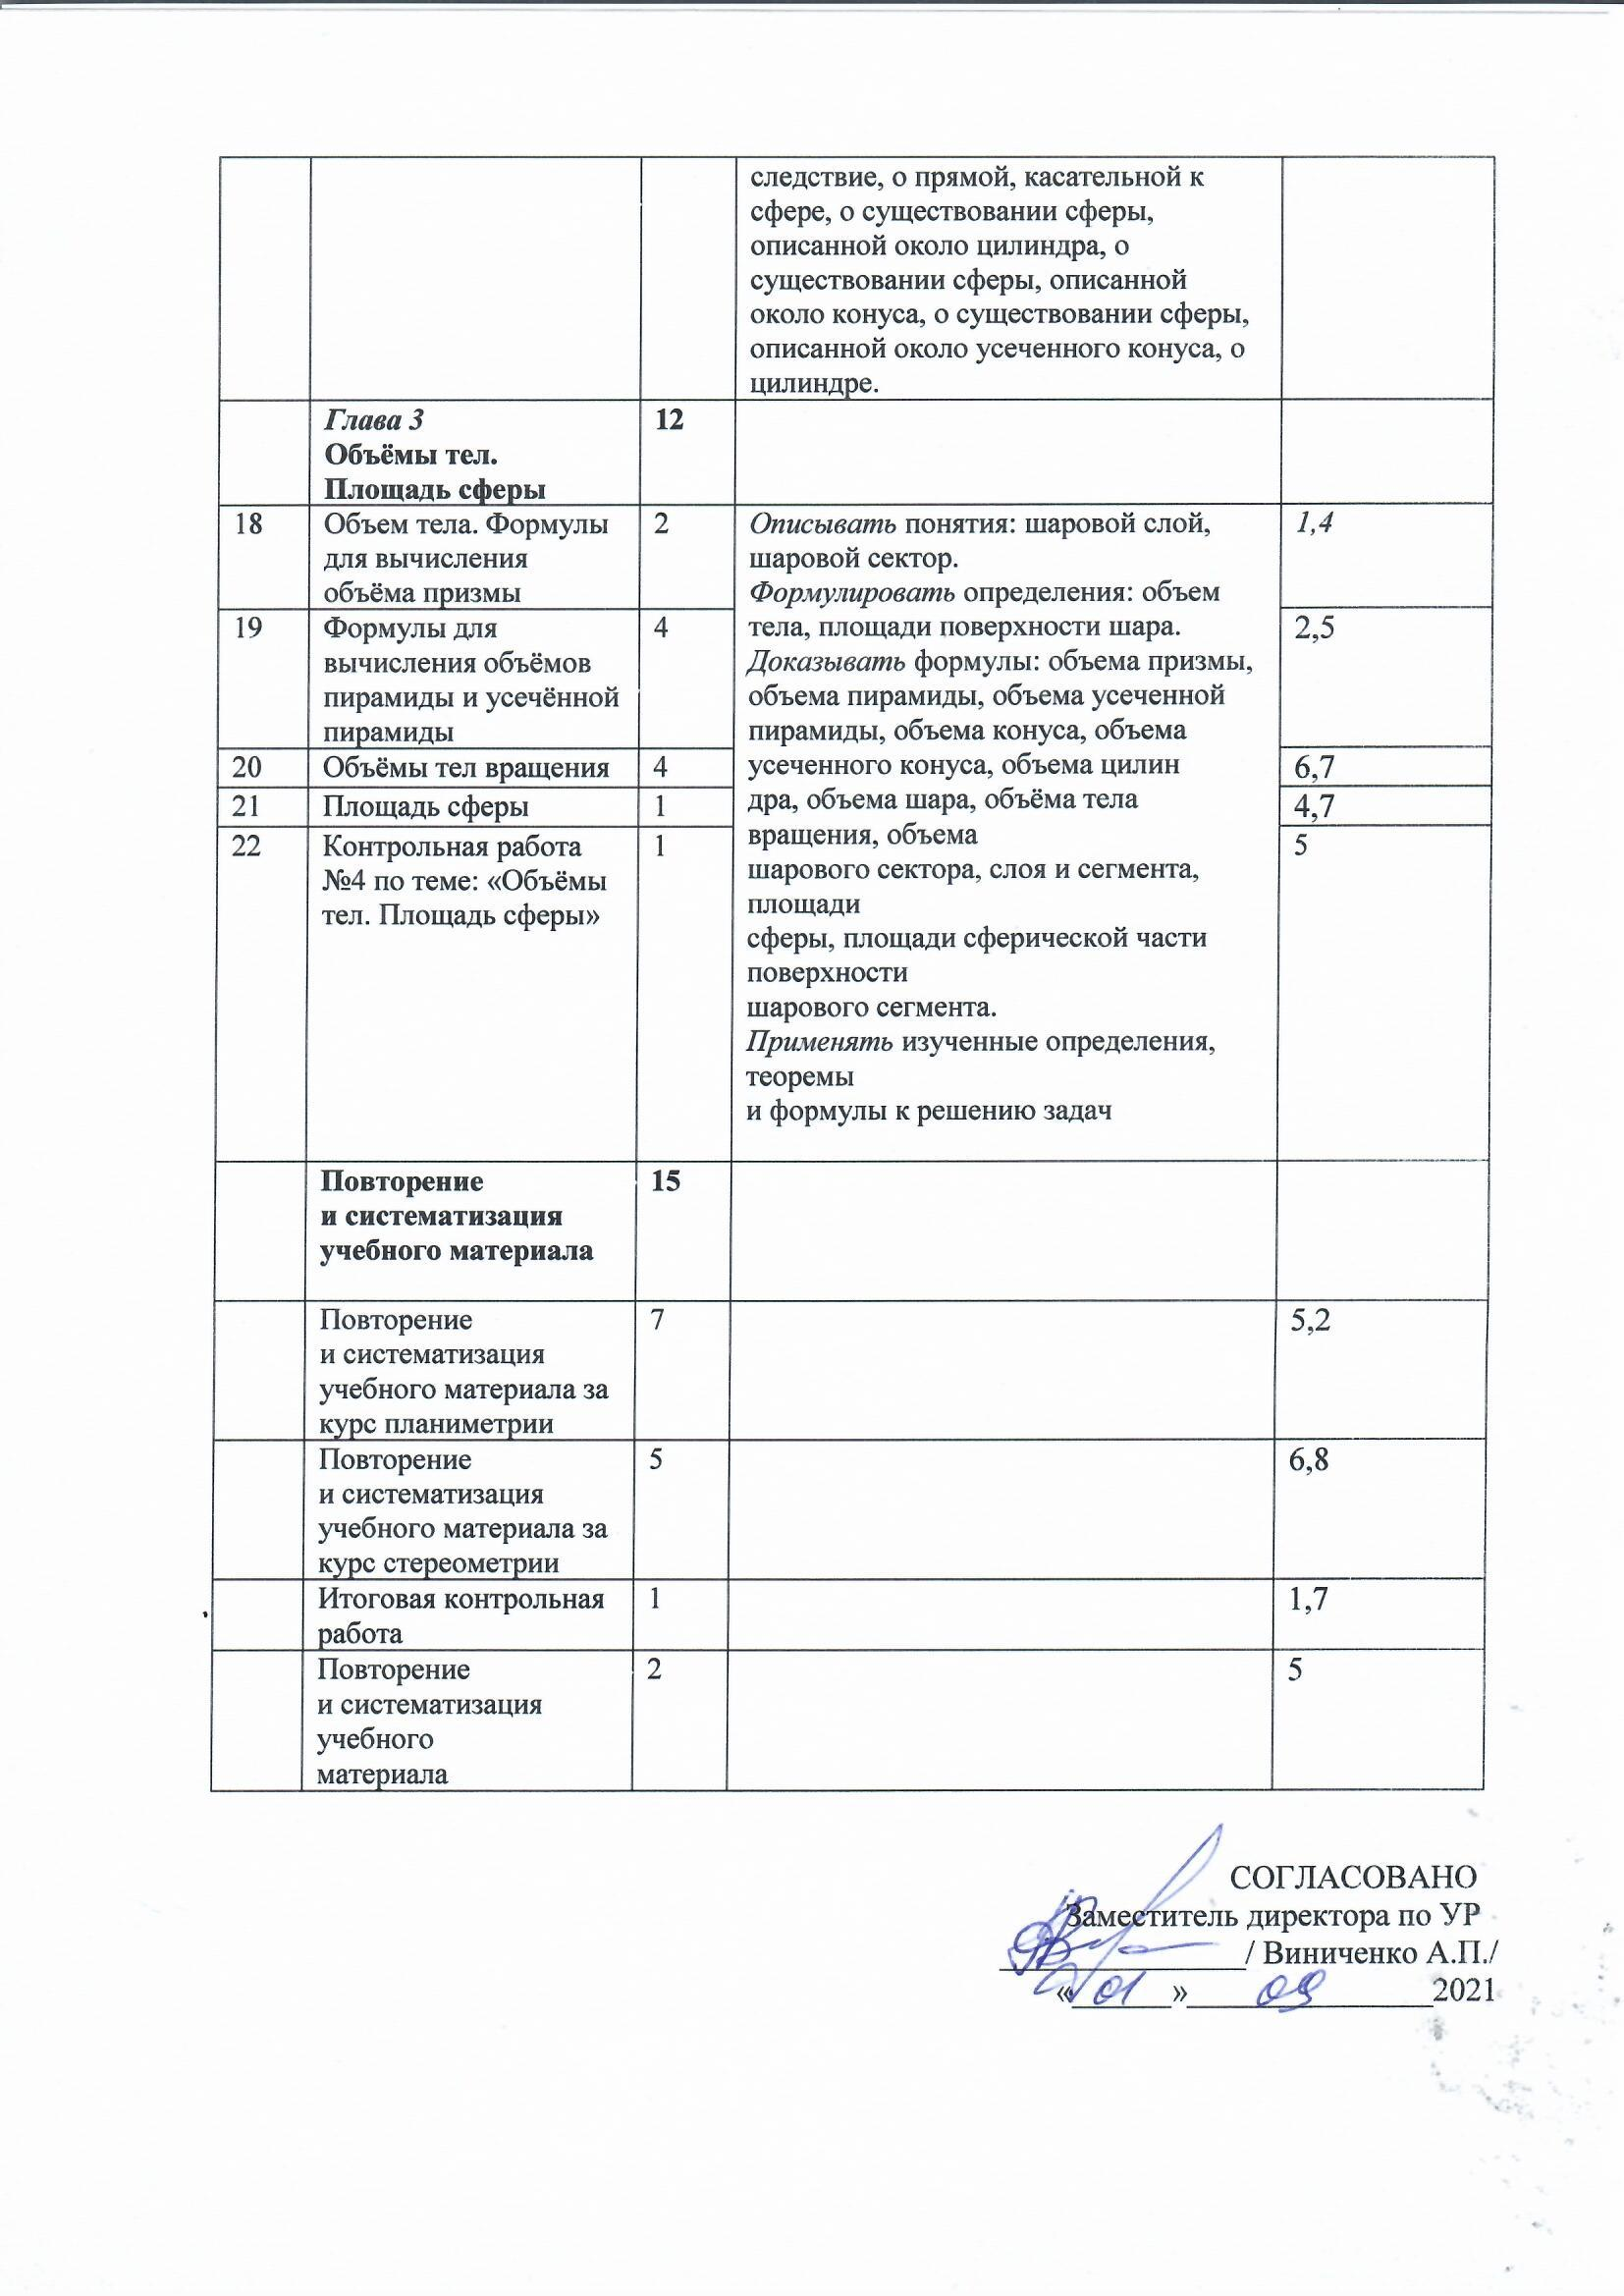 следствие, о прямой, касательной к
сфере, о существовании сферы,
описанной около цилиндра, о
существовании сферы, описанной
около конуса, о существовании сферы,
описанной около усеченного конуса, о
цилиндре.
Глава 3
Объёмы тел.
Площадь сферы
12
18
Объем тела. Формулы
для вычисления
объёма призмы
2
Описывать понятия: шаровой слой,
шаровой сектор.
Формулировать определения: объем
тела, площади поверхности шара.
Доказывать формулы: объема призмы,
объема пирамиды, объема усеченной
пирамиды, объема конуса, объема
усеченного конуса, объема цилин
дра, объема шара, объёма тела
вращения, объема
шарового сектора, слоя и сегмента,
площади
сферы, площади сферической части
поверхности
шарового сегмента.
Применять изученные определения,
теоремы
и формулы к решению задач
1,4
19
Формулы для
вычисления объёмов
пирамиды и усечённой
пирамиды
4
2,5
20
Объёмы тел вращения
4
6,7
21
Площадь сферы
1
4,7
22
Контрольная работа
№4 по теме: «Объёмы
тел. Площадь сферы»
1
5
Повторение
и систематизация
учебного материала
15
Повторение
и систематизация
учебного материала за
курс планиметрии
7
5,2
Повторение
и систематизация
учебного материала за
курс стереометрии
5
6,8
Итоговая контрольная
работа
1
1,7
Повторение
и систематизация
учебного
материала
2
5
СОГЛАСОВАНО
Заместитель директора по УР
/ Виниченко А.П./
« 01 » 09 2021